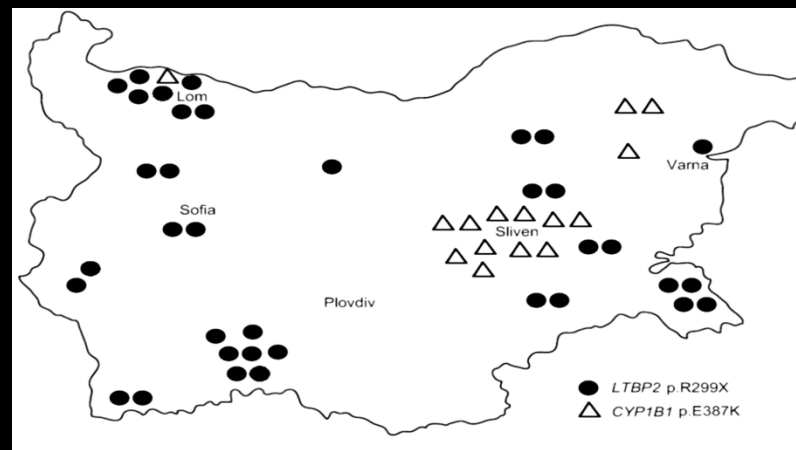 Lom
Varna
Sofia
Sliven
Plovdiv
LTBP2 p.R299X
CYP1B1 p.E387K